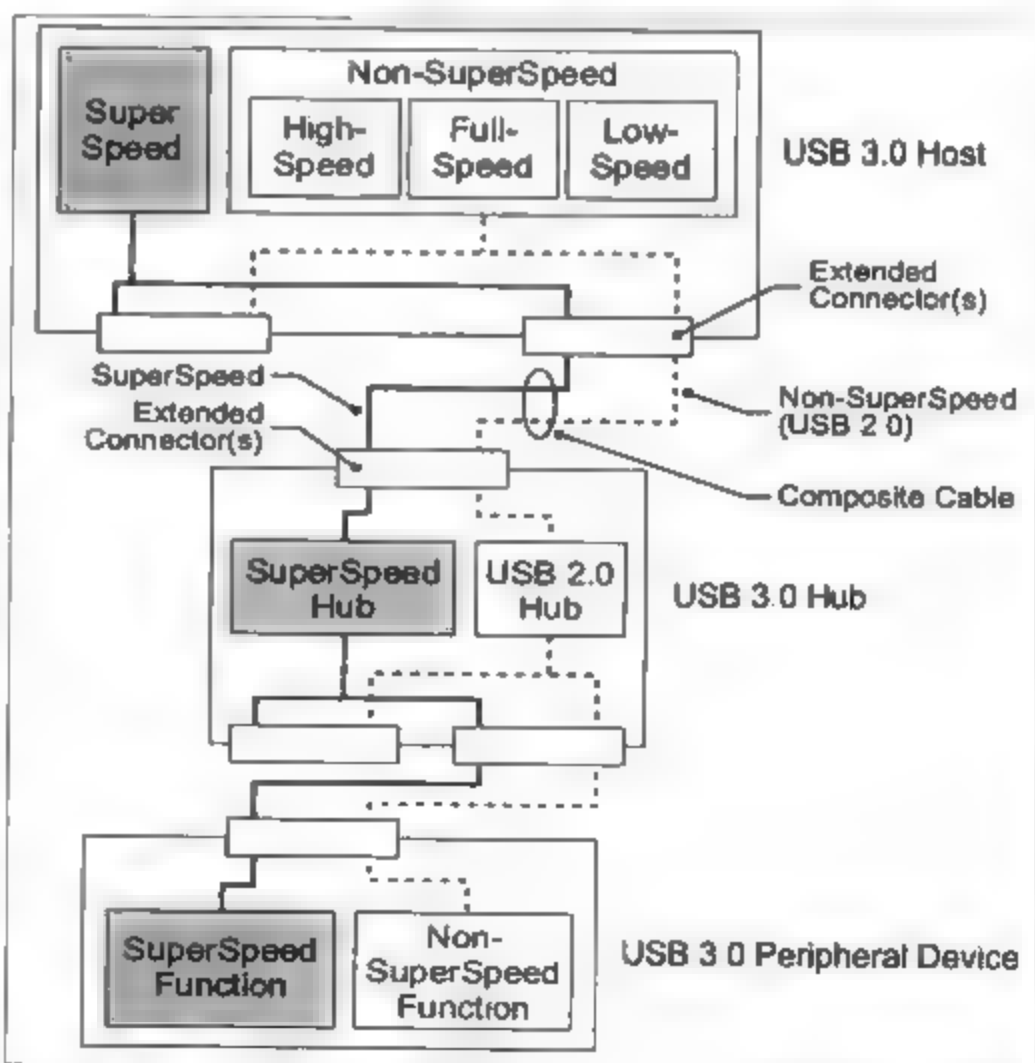 Non-SuperSpeed
Super
Speed
High-
Speed
Full-
Speed
Low-
Speed
USB 3.0 Host
Extended
Connector(s)
SuperSpeed
Extended
Connector(s)
Non-SuperSpeed
(USB 2 0)
Composite Cable
SuperSpeed
Hub
USB 2.0
Hub
USB 3.0 Hub
SuperSpeed
Function
Non-
SuperSpeed
Function
USB 3 0 Peripheral Device